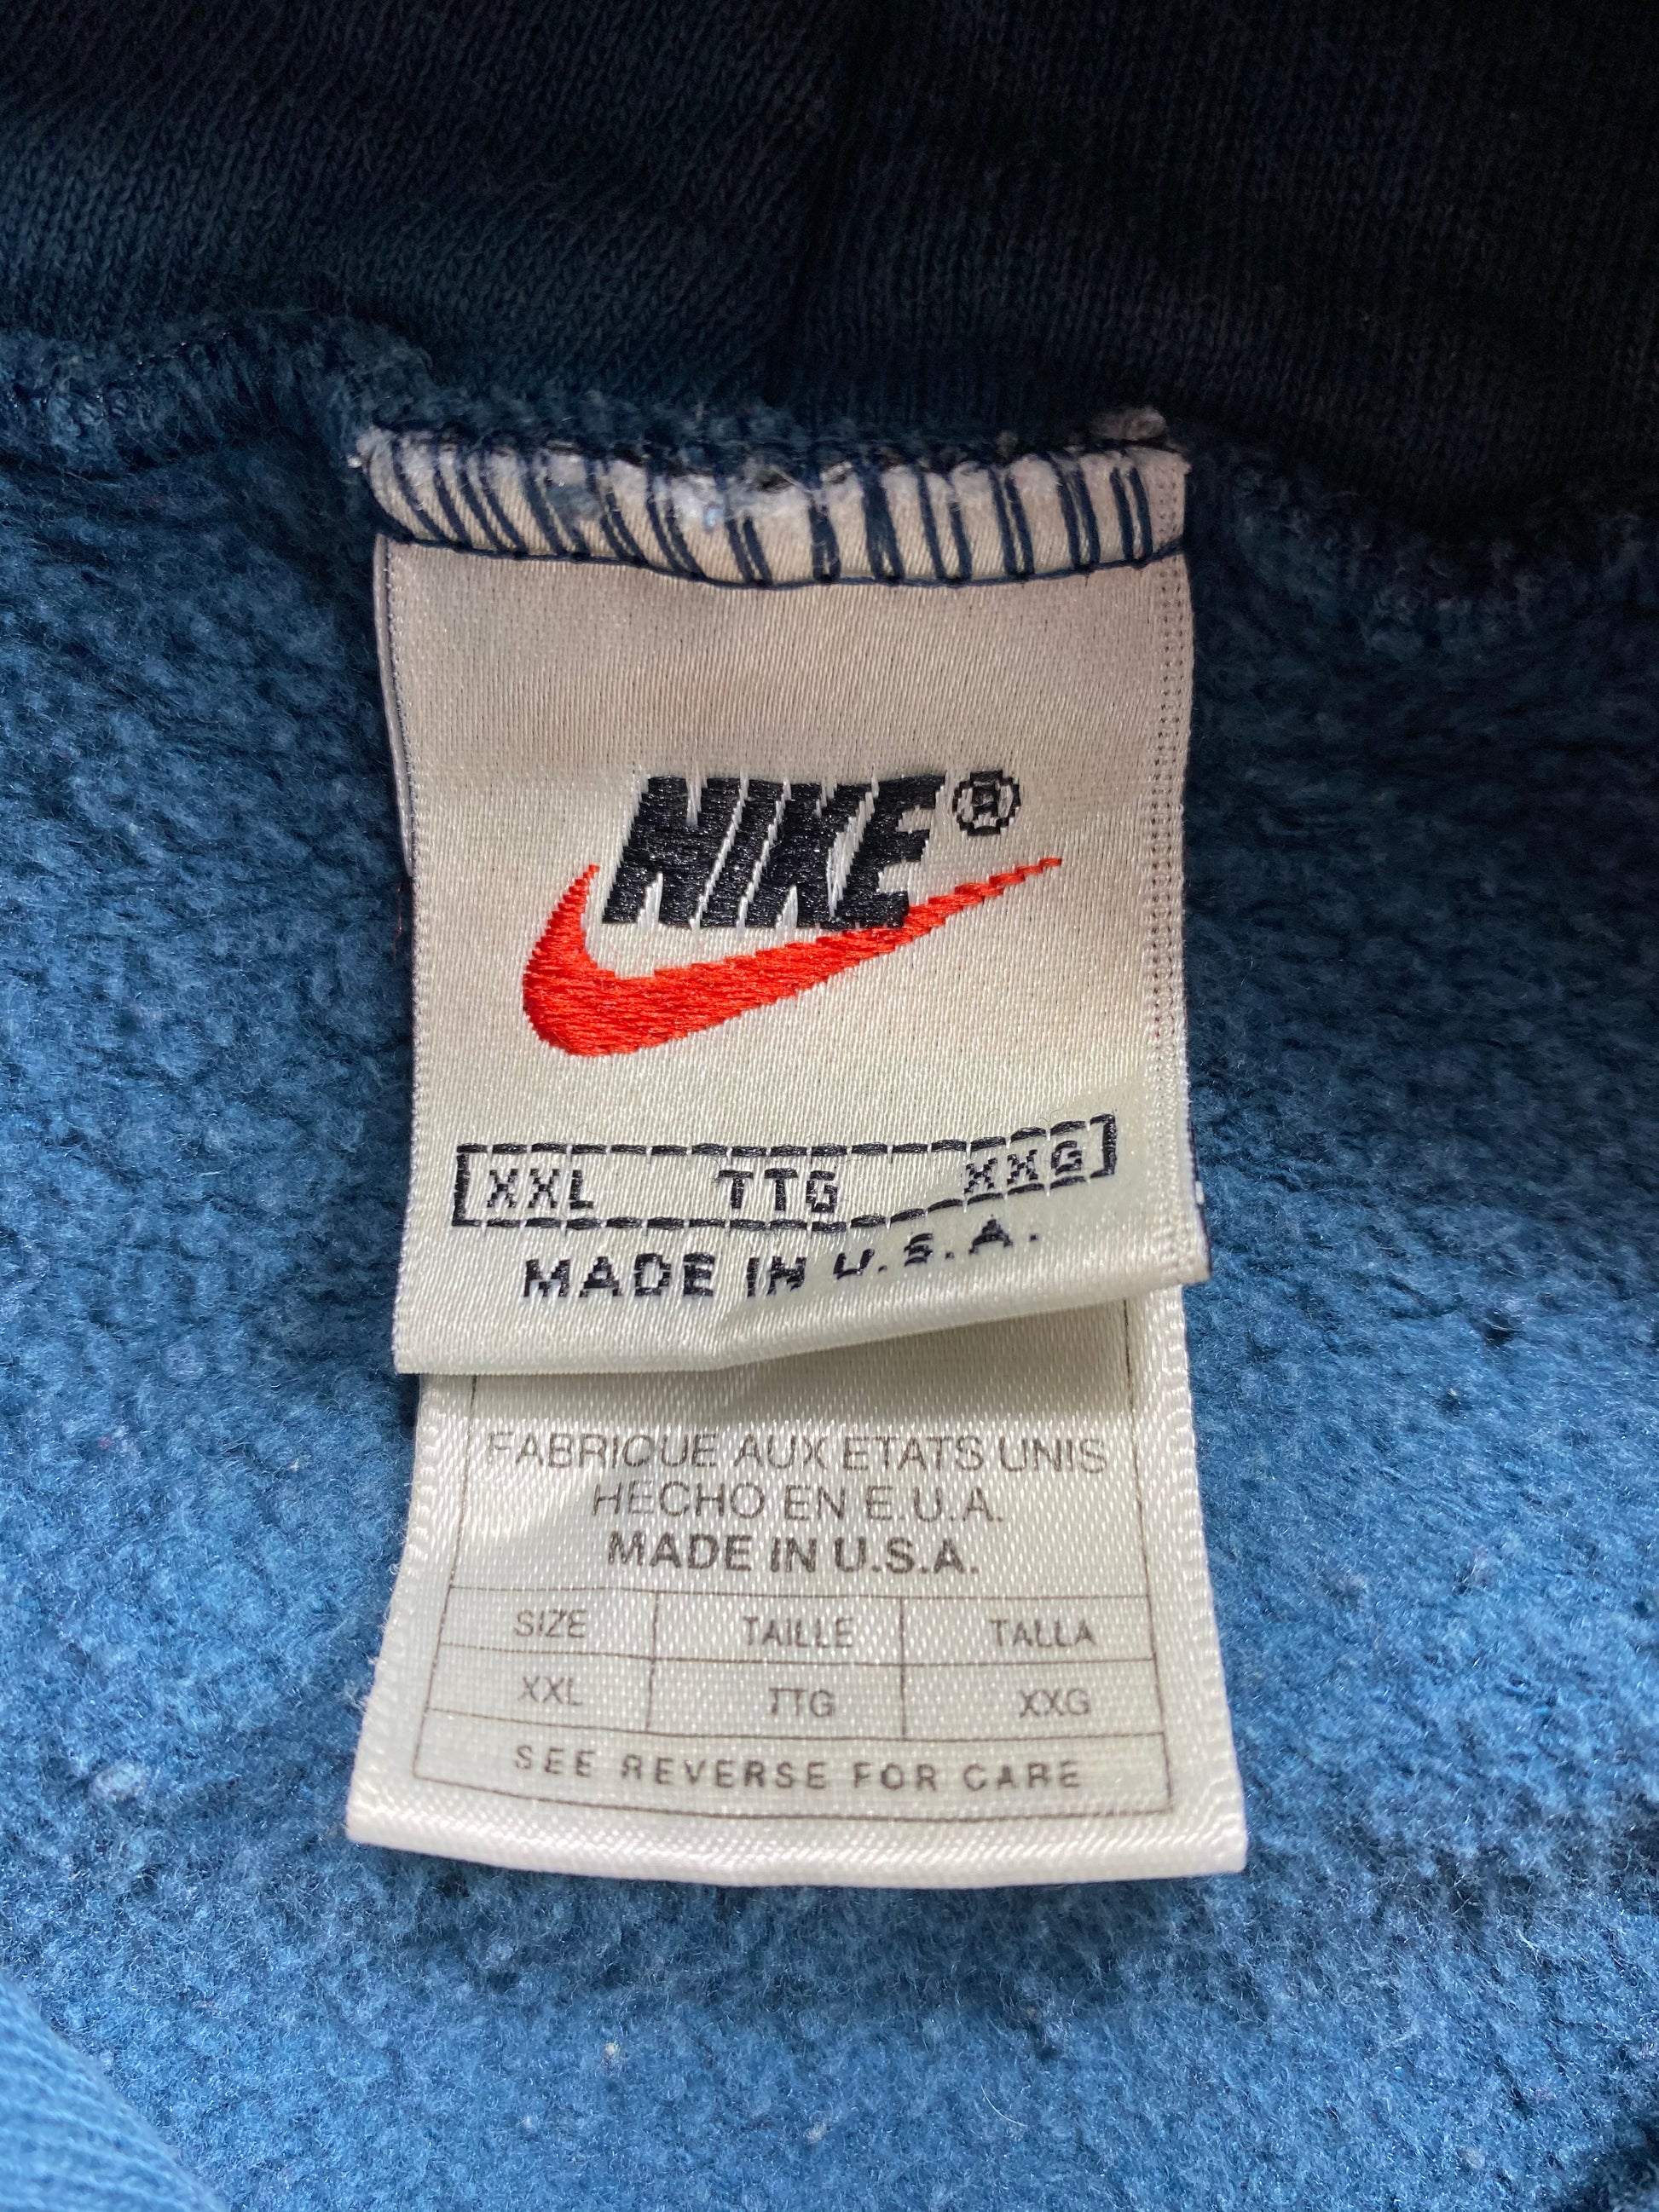 NIKE®
XXL TTG XXG
MADE IN U.S.A.
FABRIQUE AUX ETATS UNIS
HECHO EN E.U.A.
MADE IN U.S.A.
SIZE TAILLE TALLA
XXL TTG XXG
SEE REVERSE FOR CARE